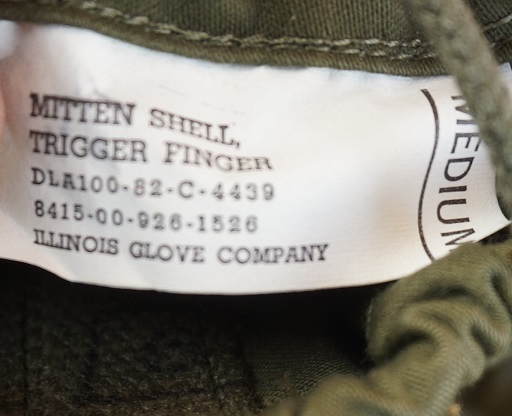 MITTEN SHELL,
TRIGGER FINGER
DLA100-82-C-4439
8415-00-926-1526
ILLINOIS GLOVE COMPANY
MEDIUM